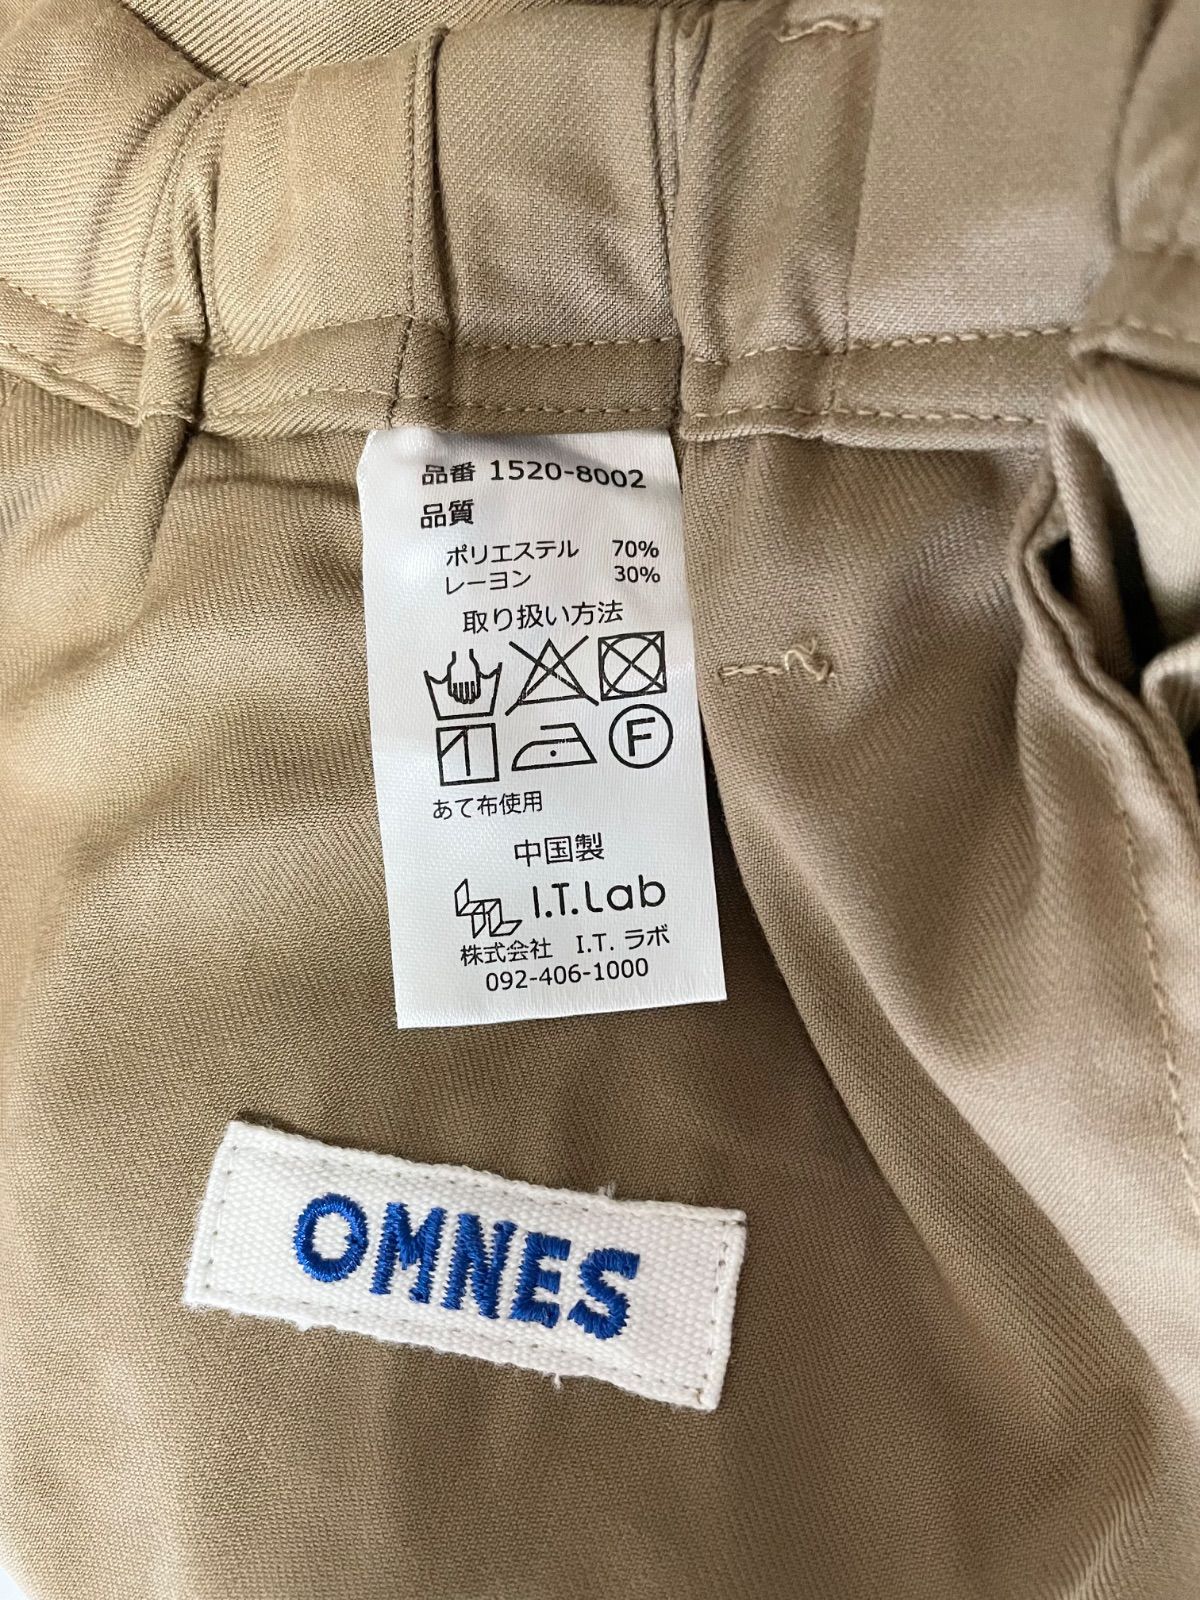 品番 1520-8002
品質
ポリエステル 70%
レーヨン 30%
取り扱い方法
F
あて布使用
中国製
I.T.Lab
株式会社 I.T. ラボ
092-406-1000
OMNES